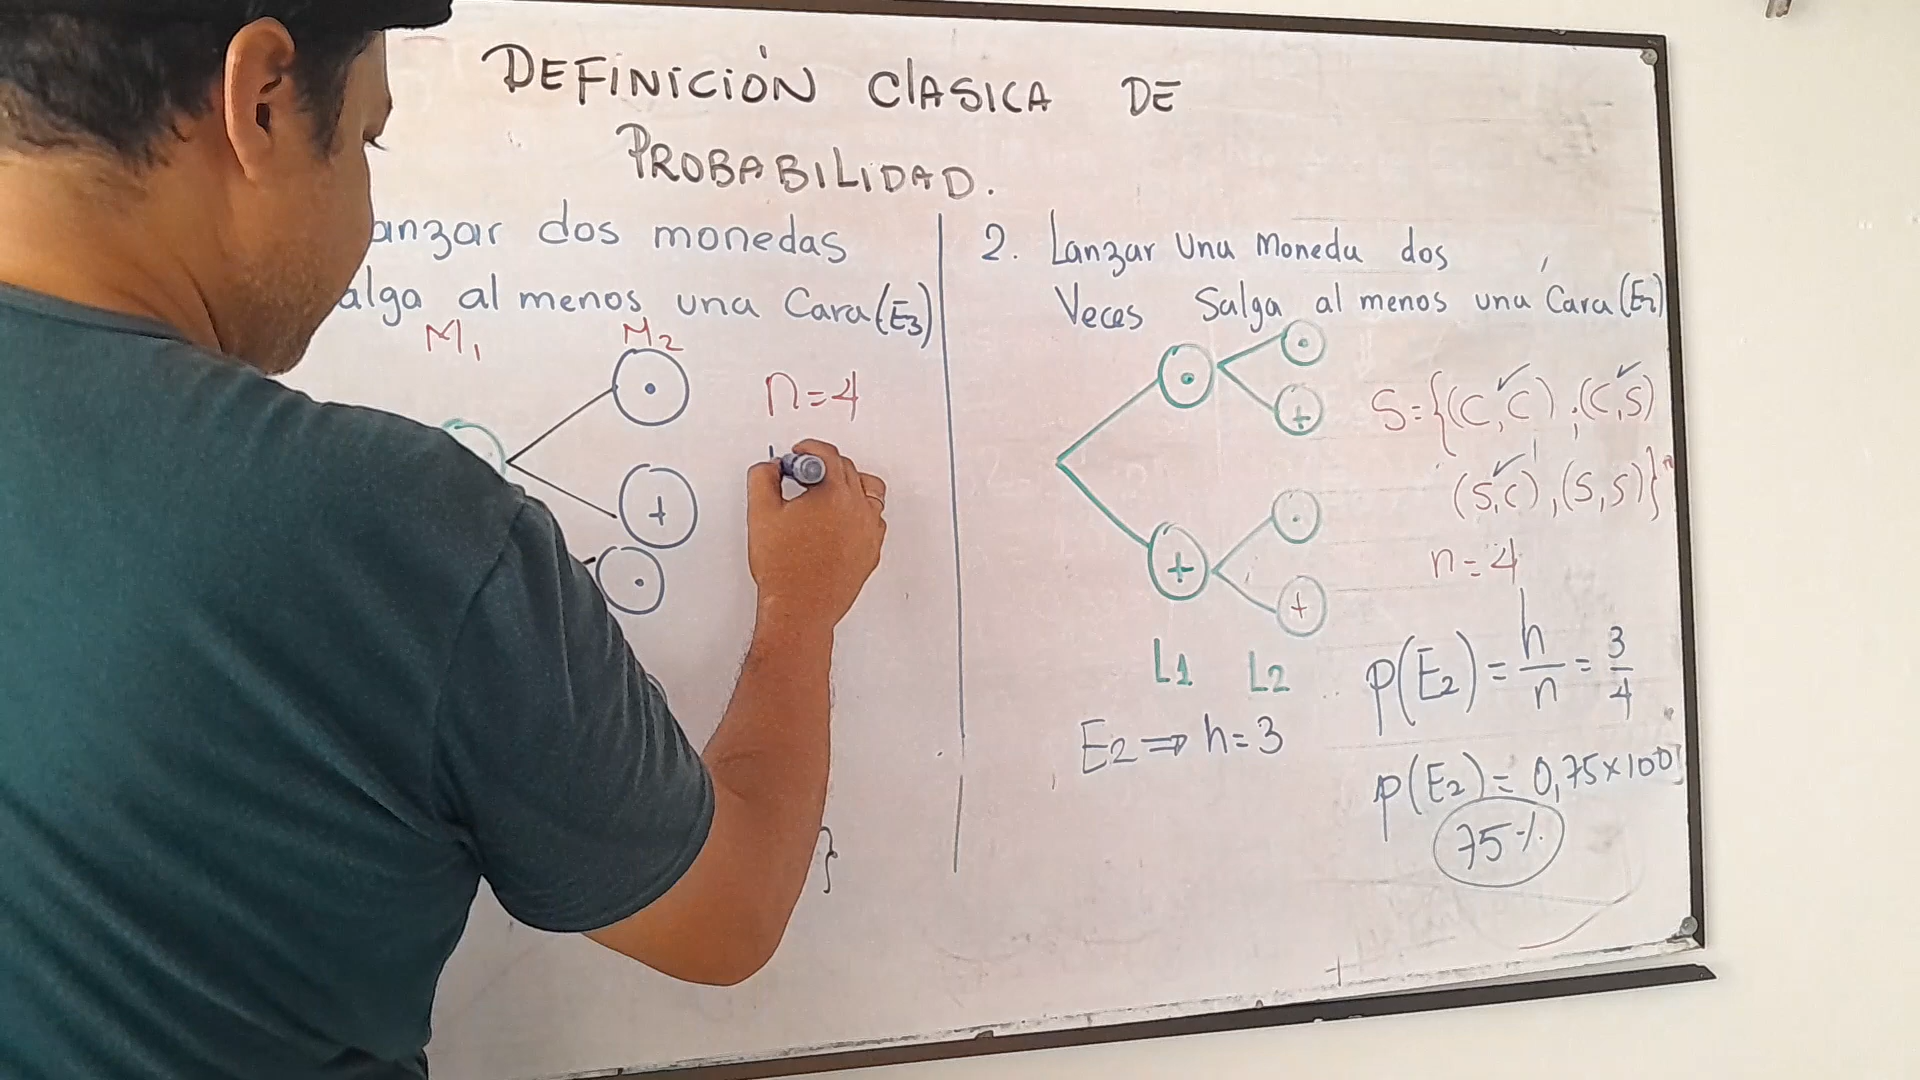 DEFINICIÓN CLASICA DE
PROBABILIDAD.
anzar dos monedas
alga al menos una Cara (E3)
M1 M2
n=4
+
}
2. Lanzar Una Moneda dos
Veces Salga al menos una Cara (E2)
+
+
+
S={(C,C),(C,S)
(S,C),(S,S)}
n=4
L1 L2
E2 ⇒ h=3
P(E2) = h/n = 3/4
P(E2) = 0,75×100
75%